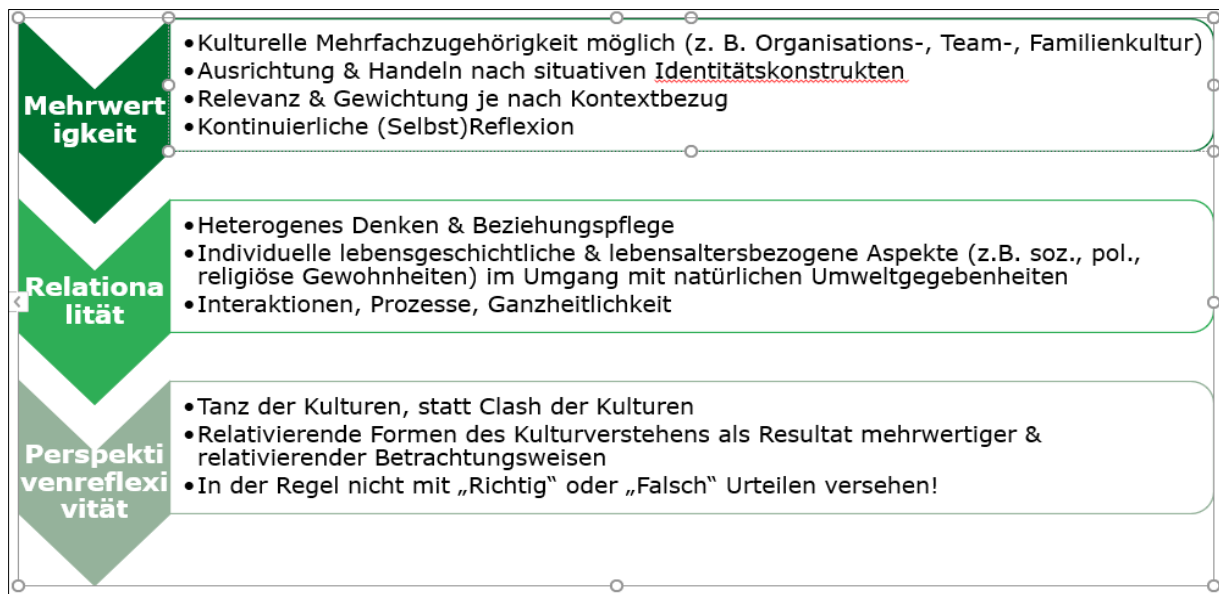 Mehrwert
igkeit
•Kulturelle Mehrfachzugehörigkeit möglich (z. B. Organisations-, Team-, Familienkultur)
•Ausrichtung & Handeln nach situativen Identitätskonstrukten
•Relevanz & Gewichtung je nach Kontextbezug
•Kontinuierliche (Selbst)Reflexion
Relationa
lität
•Heterogenes Denken & Beziehungspflege
•Individuelle lebensgeschichtliche & lebensaltersbezogene Aspekte (z.B. soz., pol.,
religiöse Gewohnheiten) im Umgang mit natürlichen Umweltgegebenheiten
•Interaktionen, Prozesse, Ganzheitlichkeit
Perspekti
venreflexi
vität
•Tanz der Kulturen, statt Clash der Kulturen
•Relativierende Formen des Kulturverstehens als Resultat mehrwertiger &
relativierender Betrachtungsweisen
•In der Regel nicht mit „Richtig“ oder „Falsch“ Urteilen versehen!